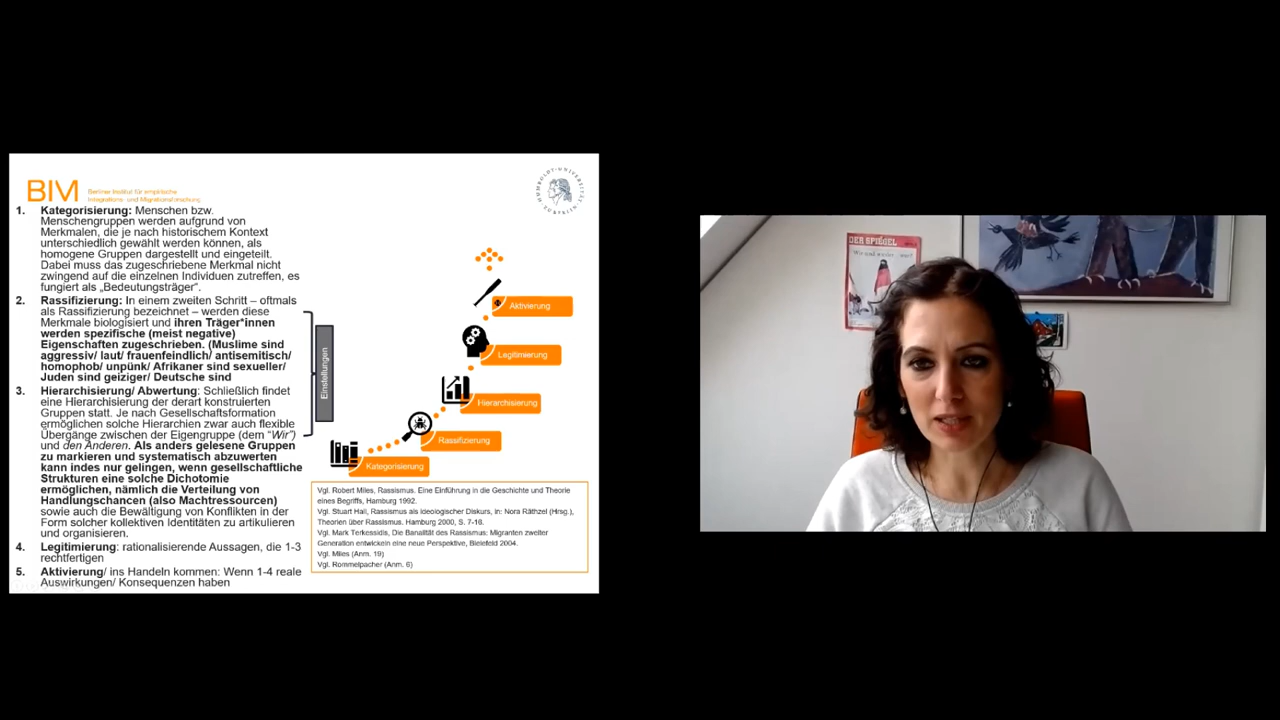 BIM
Berliner Institut für empirische
Integrations- und Migrationsforschung
HUMBOLDT-UNIVERSITÄT ZU BERLIN
1. Kategorisierung: Menschen bzw.
Menschengruppen werden aufgrund von
Merkmalen, die je nach historischem Kontext
unterschiedlich gewählt werden können, als
homogene Gruppen dargestellt und eingeteilt.
Dabei muss das zugeschriebene Merkmal nicht
zwingend auf die einzelnen Individuen zutreffen, es
fungiert als „Bedeutungsträger“.
2. Rassifizierung: In einem zweiten Schritt – oftmals
als Rassifizierung bezeichnet – werden diese
Merkmale biologisiert und ihren Träger*innen
werden spezifische (meist negative)
Eigenschaften zugeschrieben. (Muslime sind
aggressiv/ laut/ frauenfeindlich/ antisemitisch/
homophob/ unpünk/ Afrikaner sind sexueller/
Juden sind geiziger/ Deutsche sind
3. Hierarchisierung/ Abwertung: Schließlich findet
eine Hierarchisierung der derart konstruierten
Gruppen statt. Je nach Gesellschaftsformation
ermöglichen solche Hierarchien zwar auch flexible
Übergänge zwischen der Eigengruppe (dem “Wir”)
und den Anderen. Als anders gelesene Gruppen
zu markieren und systematisch abzuwerten
kann indes nur gelingen, wenn gesellschaftliche
Strukturen eine solche Dichotomie
ermöglichen, nämlich die Verteilung von
Handlungschancen (also Machtressourcen)
sowie auch die Bewältigung von Konflikten in der
Form solcher kollektiven Identitäten zu artikulieren
und organisieren.
4. Legitimierung: rationalisierende Aussagen, die 1-3
rechtfertigen
5. Aktivierung/ ins Handeln kommen: Wenn 1-4 reale
Auswirkungen/ Konsequenzen haben
Einstellungen
Aktivierung
Legitimierung
Hierarchisierung
Rassifizierung
Kategorisierung
Vgl. Robert Miles, Rassismus. Eine Einführung in die Geschichte und Theorie
eines Begriffs, Hamburg 1992.
Vgl. Stuart Hall, Rassismus als ideologischer Diskurs, in: Nora Räthzel (Hrsg.),
Theorien über Rassismus. Hamburg 2000, S. 7-16.
Vgl. Mark Terkessidis, Die Banalität des Rassismus: Migranten zweiter
Generation entwickeln eine neue Perspektive, Bielefeld 2004.
Vgl. Miles (Anm. 19)
Vgl. Rommelpacher (Anm. 6)
DER SPIEGEL